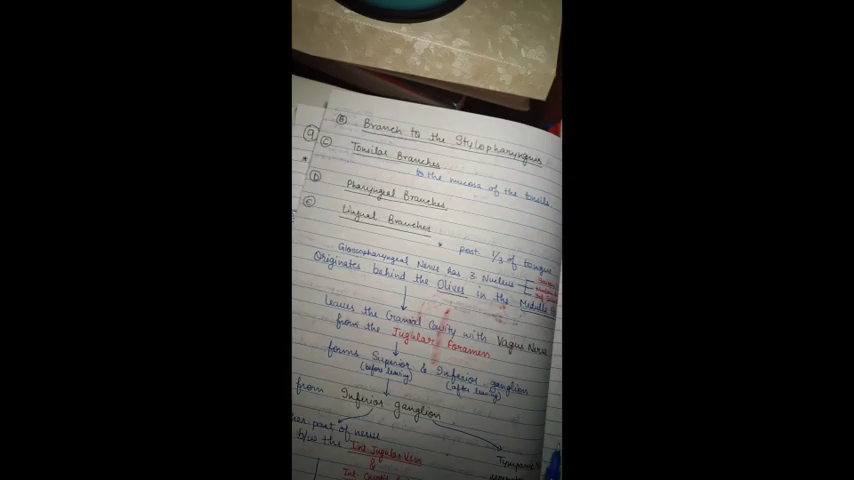 (B) Branch to the Stylopharyngeus
(9) (C) Tonsilar Branches
to the mucosa of the tonsils
* (D) Pharyngeal Branches
(E) Lingual Branches
* post 1/3 of tongue
Glossopharyngeal Nerve has 3 Nucleus
Originates behind the Olives in the Medulla
leaves the Cranial Cavity with Vagus Nerve
from the Jugular Foramen
forms Superior & Inferior ganglion
(before leaving) (after leaving)
from Inferior ganglion
her part of nerve
b/w the Int. Jugular Vein
&
Int.
Tympanic